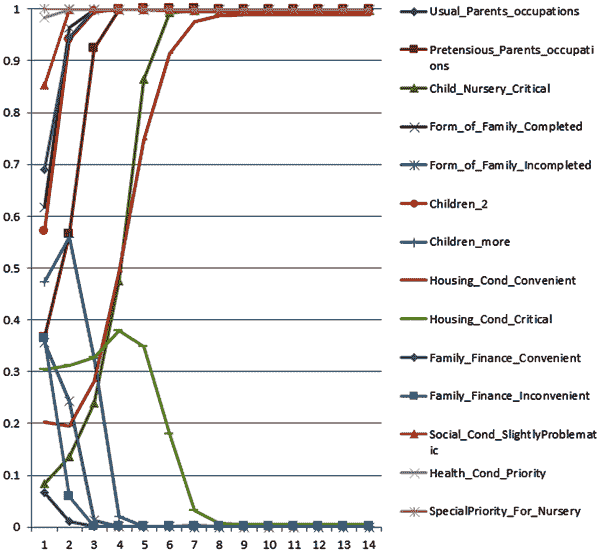 1
0.9
0.8
0.7
0.6
0.5
0.4
0.3
0.2
0.1
0
1 2 3 4 5 6 7 8 9 10 11 12 13 14
Usual_Parents_occupations
Pretensious_Parents_occupati
ons
Child_Nursery_Critical
Form_of_Family_Completed
Form_of_Family_Incompleted
Children_2
Children_more
Housing_Cond_Convenient
Housing_Cond_Critical
Family_Finance_Convenient
Family_Finance_Inconvenient
Social_Cond_SlightlyProblemat
ic
Health_Cond_Priority
SpecialPriority_For_Nursery